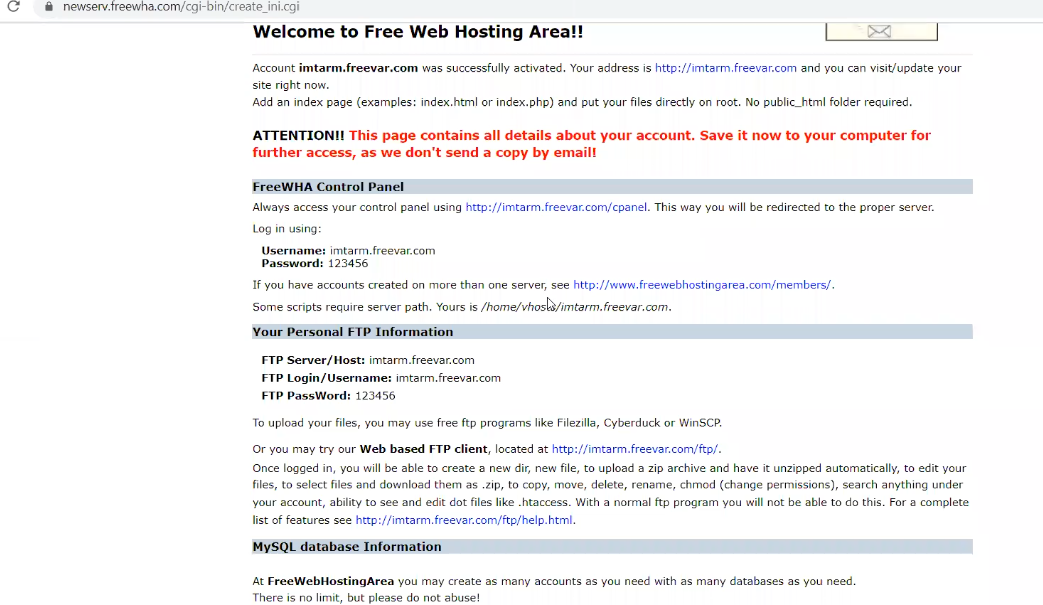 newserv.freewha.com/cgi-bin/create_ini.cgi
Welcome to Free Web Hosting Area!!
Account imtarm.freevar.com was successfully activated. Your address is http://imtarm.freevar.com and you can visit/update your
site right now.
Add an index page (examples: index.html or index.php) and put your files directly on root. No public_html folder required.
ATTENTION!! This page contains all details about your account. Save it now to your computer for
further access, as we don't send a copy by email!
FreeWHA Control Panel
Always access your control panel using http://imtarm.freevar.com/cpanel. This way you will be redirected to the proper server.
Log in using:
Username: imtarm.freevar.com
Password: 123456
If you have accounts created on more than one server, see http://www.freewebhostingarea.com/members/.
Some scripts require server path. Yours is /home/vhosts/imtarm.freevar.com.
Your Personal FTP Information
FTP Server/Host: imtarm.freevar.com
FTP Login/Username: imtarm.freevar.com
FTP PassWord: 123456
To upload your files, you may use free ftp programs like Filezilla, Cyberduck or WinSCP.
Or you may try our Web based FTP client, located at http://imtarm.freevar.com/ftp/.
Once logged in, you will be able to create a new dir, new file, to upload a zip archive and have it unzipped automatically, to edit your
files, to select files and download them as .zip, to copy, move, delete, rename, chmod (change permissions), search anything under
your account, ability to see and edit dot files like .htaccess. With a normal ftp program you will not be able to do this. For a complete
list of features see http://imtarm.freevar.com/ftp/help.html.
MySQL database Information
At FreeWebHostingArea you may create as many accounts as you need with as many databases as you need.
There is no limit, but please do not abuse!